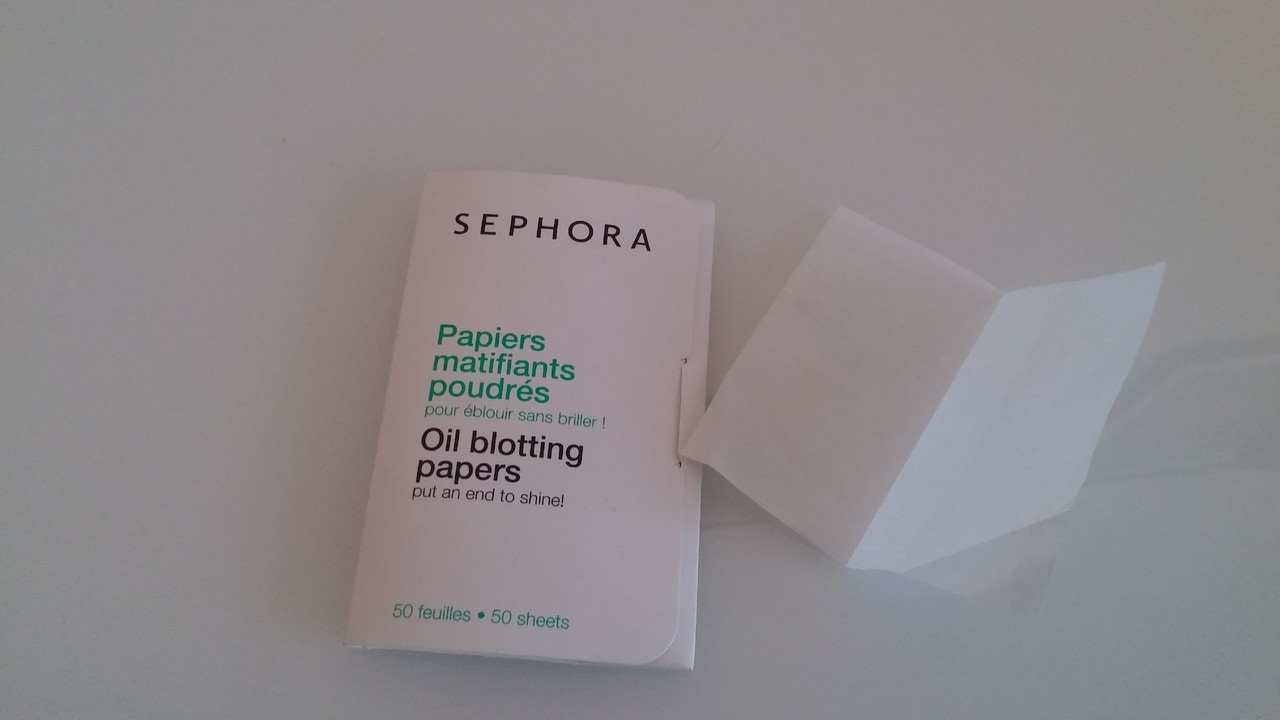 SEPHORA
Papiers
matifiants
poudrés
pour éblouir sans briller !
Oil blotting
papers
put an end to shine!
50 feuilles • 50 sheets